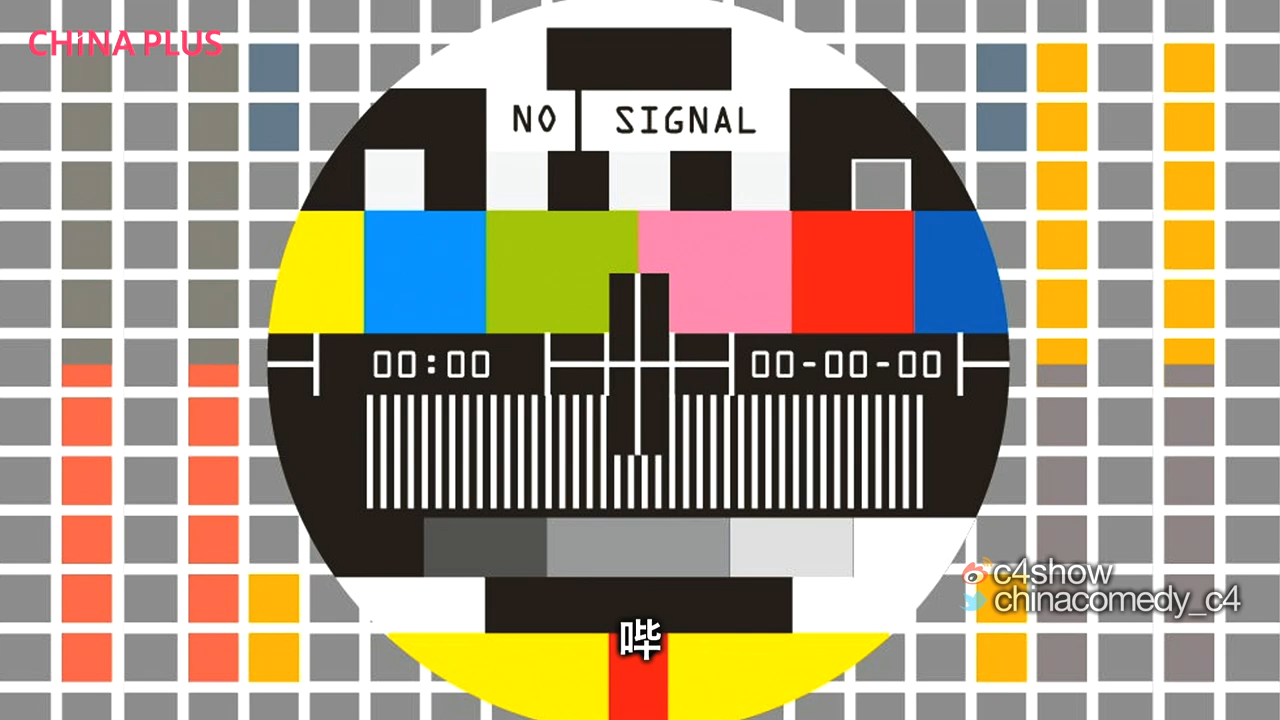 CHINA PLUS
NO SIGNAL
00:00 00-00-00
c4show
chinacomedy_c4
哔